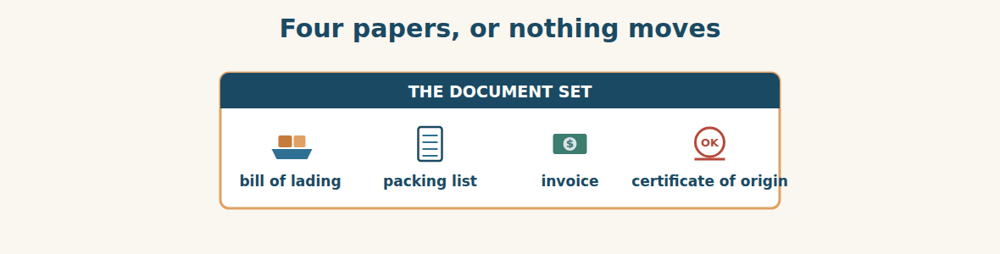 Four papers, or nothing moves
THE DOCUMENT SET
$ OK
bill of lading packing list invoice certificate of origin